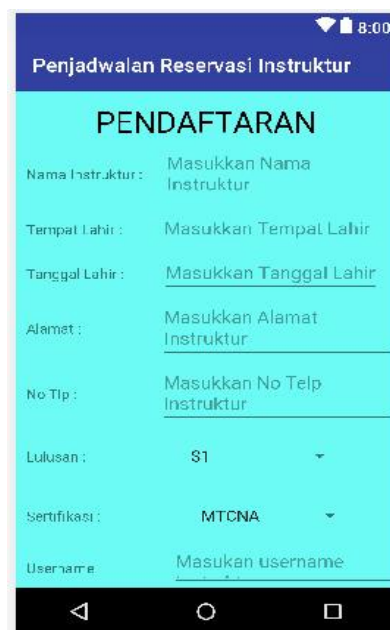 8:00
Penjadwalan Reservasi Instruktur
PENDAFTARAN
Nama Instruktur :
Masukkan Nama
Instruktur
Tempat Lahir :
Masukkan Tempat Lahir
Tanggal Lahir :
Masukkan Tanggal Lahir
Alamat :
Masukkan Alamat
Instruktur
No Tlp :
Masukkan No Telp
Instruktur
Lulusan :
S1
Sertifikasi :
MTCNA
Username
Masukan username